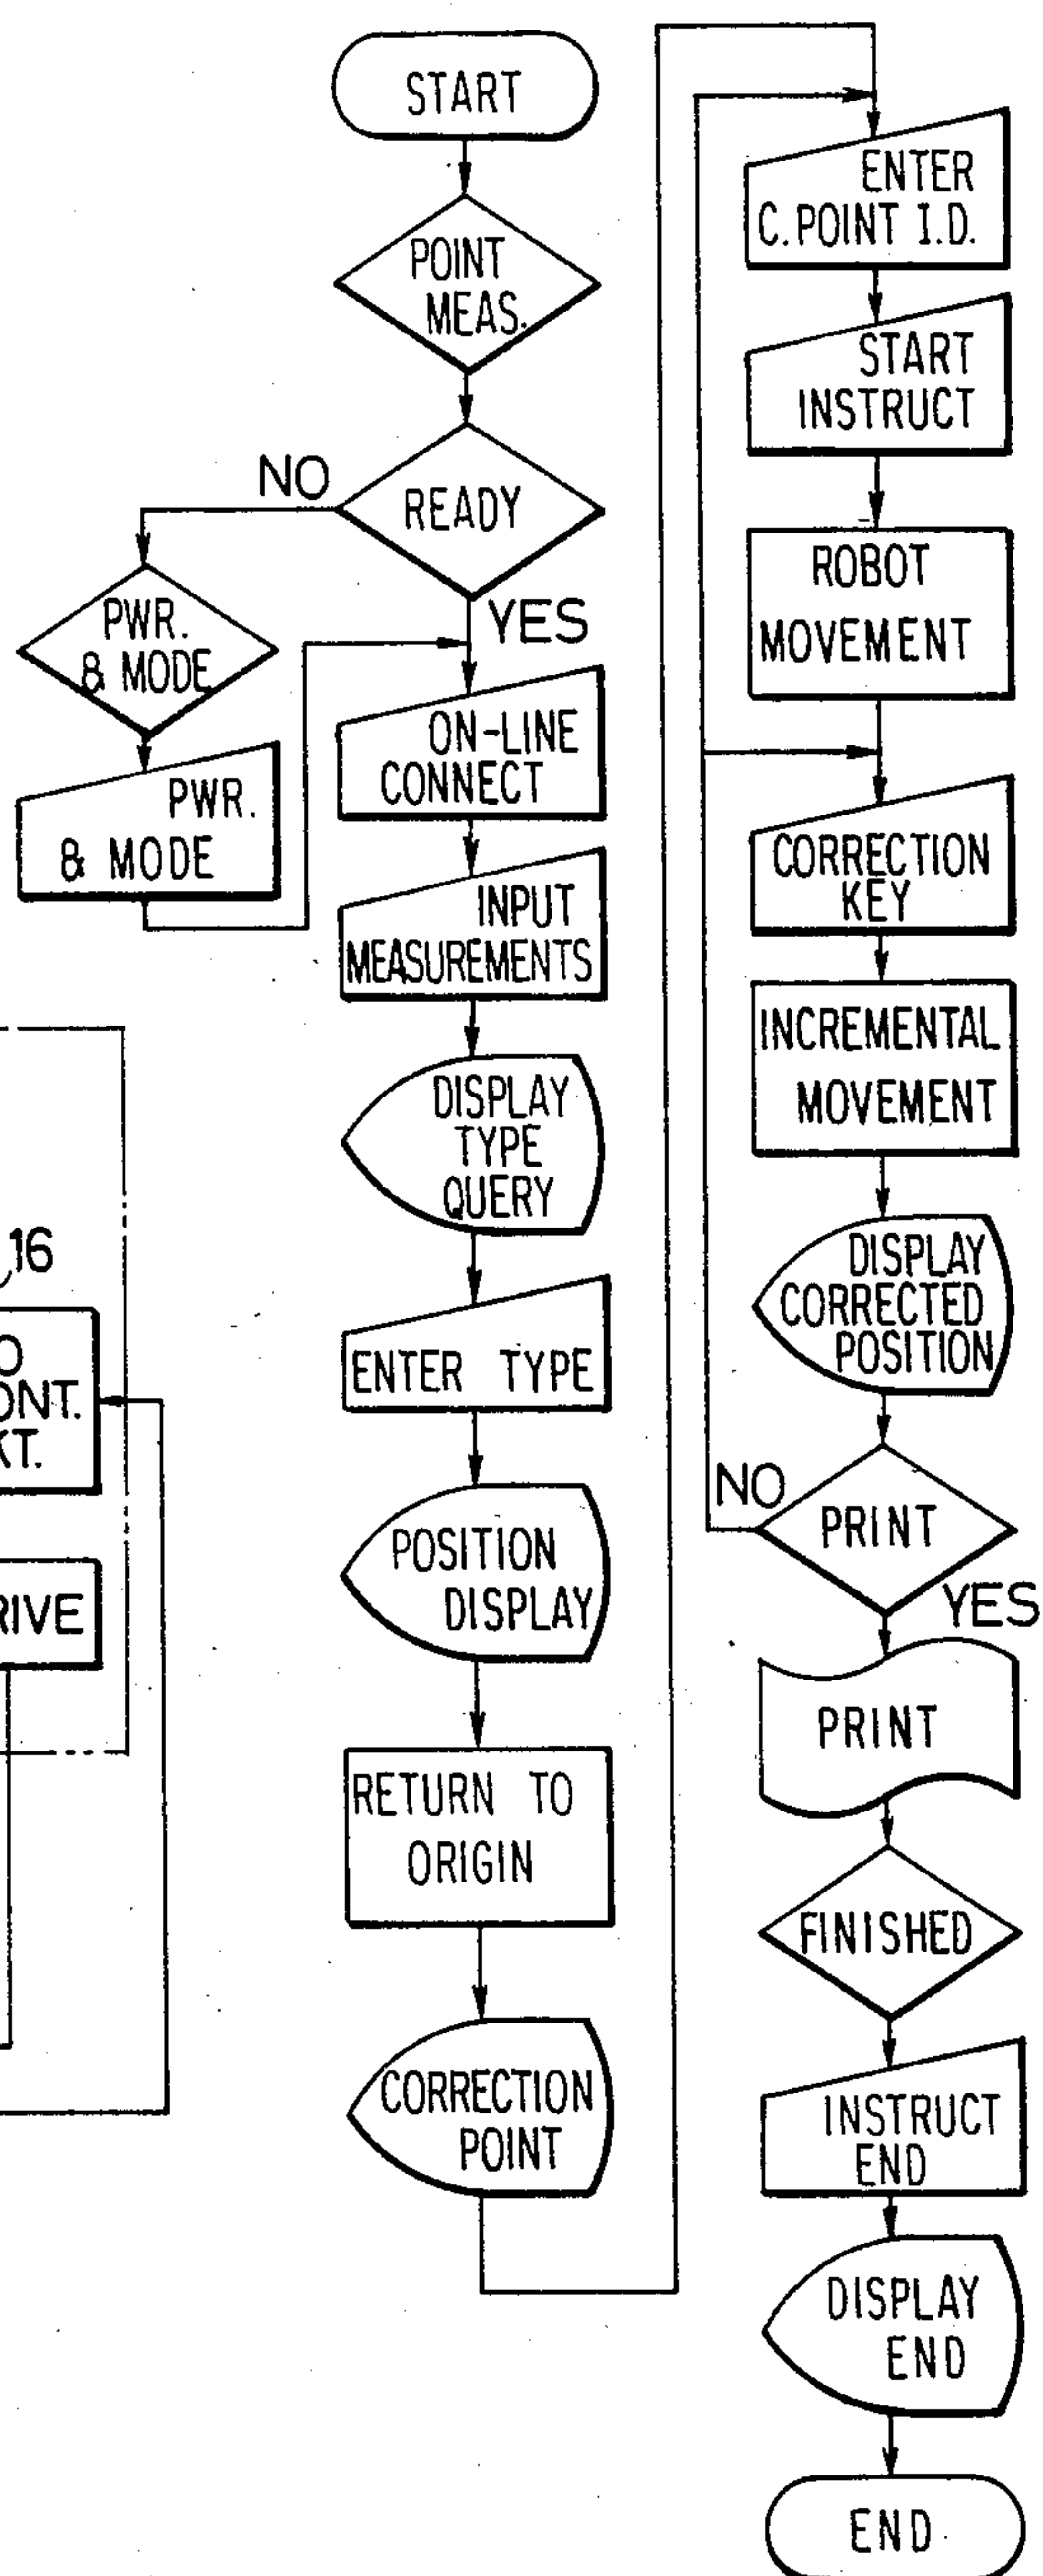 START
POINT
MEAS.
READY
NO
YES
PWR.
& MODE
PWR.
& MODE
ON-LINE
CONNECT
INPUT
MEASUREMENTS
DISPLAY
TYPE
QUERY
ENTER TYPE
POSITION
DISPLAY
RETURN TO
ORIGIN
CORRECTION
POINT
ENTER
C.POINT I.D.
START
INSTRUCT
ROBOT
MOVEMENT
CORRECTION
KEY
INCREMENTAL
MOVEMENT
DISPLAY
CORRECTED
POSITION
PRINT
NO
YES
PRINT
FINISHED
INSTRUCT
END
DISPLAY
END
END
16